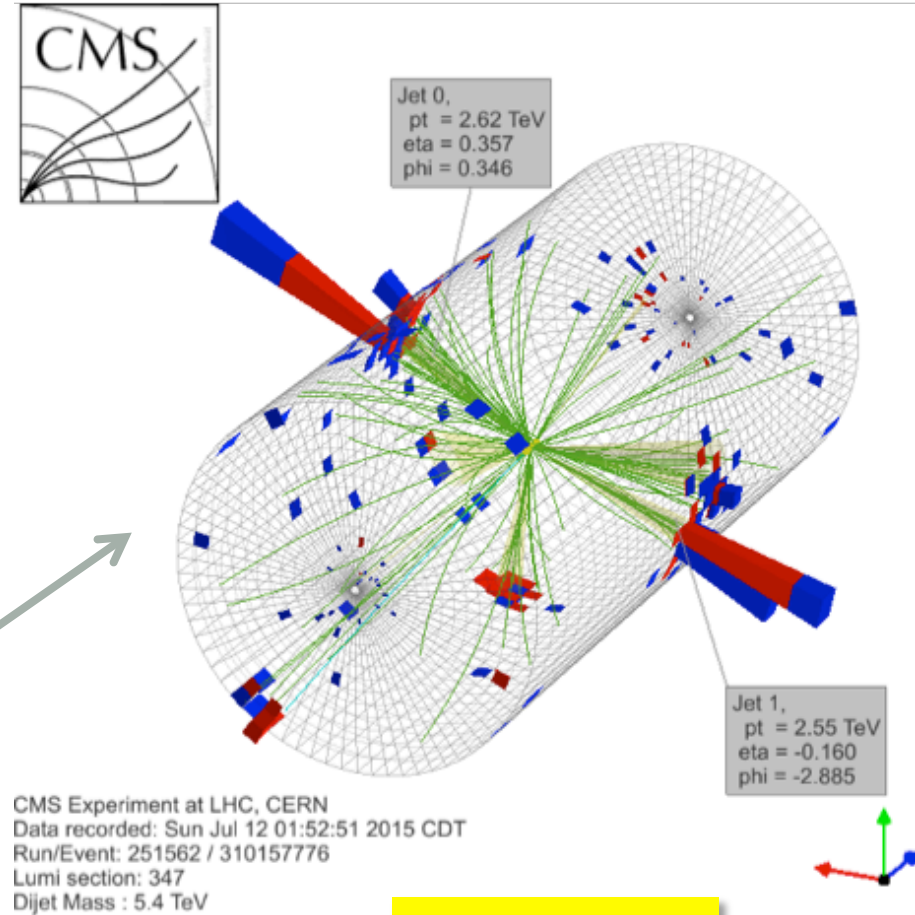 CMS
Jet 0,
pt = 2.62 TeV
eta = 0.357
phi = 0.346
Jet 1,
pt = 2.55 TeV
eta = -0.160
phi = -2.885
CMS Experiment at LHC, CERN
Data recorded: Sun Jul 12 01:52:51 2015 CDT
Run/Event: 251562 / 310157776
Lumi section: 347
Dijet Mass : 5.4 TeV